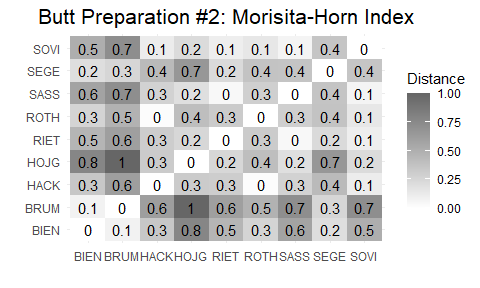 Butt Preparation #2: Morisita-Horn Index
SOVI 0.5 0.7 0.1 0.2 0.1 0.1 0.1 0.4 0
SEGE 0.2 0.3 0.4 0.7 0.2 0.4 0.4 0 0.4
SASS 0.6 0.7 0.3 0.2 0 0.3 0 0.4 0.1
ROTH 0.3 0.5 0 0.4 0.3 0 0.3 0.4 0.1
RIET 0.5 0.6 0.3 0.2 0 0.3 0 0.2 0.1
HOJG 0.8 1 0.3 0 0.2 0.4 0.2 0.7 0.2
HACK 0.3 0.6 0 0.3 0.3 0 0.3 0.4 0.1
BRUM 0.1 0 0.6 1 0.6 0.5 0.7 0.3 0.7
BIEN 0 0.1 0.3 0.8 0.5 0.3 0.6 0.2 0.5
BIEN BRUM HACK HOJG RIET ROTH SASS SEGE SOVI
Distance
1.00
0.75
0.50
0.25
0.00